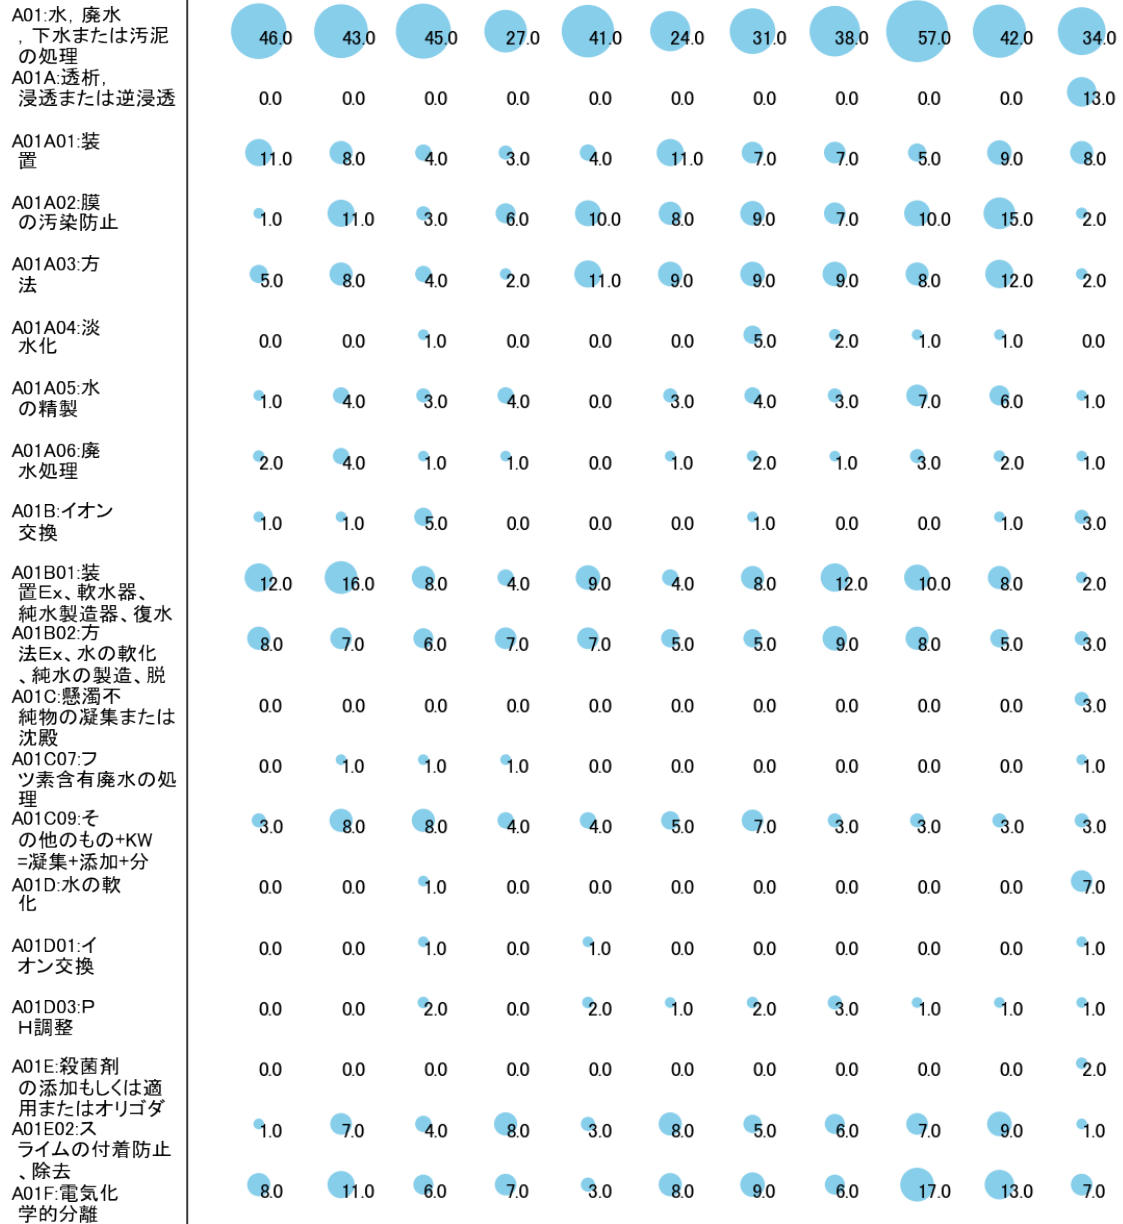 A01:水, 廃水
, 下水または汚泥
の処理
46.0 43.0 45.0 27.0 41.0 24.0 31.0 38.0 57.0 42.0 34.0
A01A:透析,
浸透または逆浸透
0.0 0.0 0.0 0.0 0.0 0.0 0.0 0.0 0.0 0.0 13.0
A01A01:装
置
11.0 8.0 4.0 3.0 4.0 11.0 7.0 7.0 5.0 9.0 8.0
A01A02:膜
の汚染防止
1.0 11.0 3.0 6.0 10.0 8.0 9.0 7.0 10.0 15.0 2.0
A01A03:方
法
5.0 8.0 4.0 2.0 11.0 9.0 9.0 9.0 8.0 12.0 2.0
A01A04:淡
水化
0.0 0.0 1.0 0.0 0.0 0.0 5.0 2.0 1.0 1.0 0.0
A01A05:水
の精製
1.0 4.0 3.0 4.0 0.0 3.0 4.0 3.0 7.0 6.0 1.0
A01A06:廃
水処理
2.0 4.0 1.0 1.0 0.0 1.0 2.0 1.0 3.0 2.0 1.0
A01B:イオン
交換
1.0 1.0 5.0 0.0 0.0 0.0 1.0 0.0 0.0 1.0 3.0
A01B01:装
置Ex、軟水器、
純水製造器、復水
12.0 16.0 8.0 4.0 9.0 4.0 8.0 12.0 10.0 8.0 2.0
A01B02:方
法Ex、水の軟化
、純水の製造、脱
8.0 7.0 6.0 7.0 7.0 5.0 5.0 9.0 8.0 5.0 3.0
A01C:懸濁不
純物の凝集または
沈殿
0.0 0.0 0.0 0.0 0.0 0.0 0.0 0.0 0.0 0.0 3.0
A01C07:フ
ツ素含有廃水の処
理
0.0 1.0 1.0 1.0 0.0 0.0 0.0 0.0 0.0 0.0 1.0
A01C09:そ
の他のもの+KW
=凝集+添加+分
3.0 8.0 8.0 4.0 4.0 5.0 7.0 3.0 3.0 3.0 3.0
A01D:水の軟
化
0.0 0.0 1.0 0.0 0.0 0.0 0.0 0.0 0.0 0.0 7.0
A01D01:イ
オン交換
0.0 0.0 1.0 0.0 1.0 0.0 0.0 0.0 0.0 0.0 1.0
A01D03:P
H調整
0.0 0.0 2.0 0.0 2.0 1.0 2.0 3.0 1.0 1.0 1.0
A01E:殺菌剤
の添加もしくは適
用またはオリゴダ
0.0 0.0 0.0 0.0 0.0 0.0 0.0 0.0 0.0 0.0 2.0
A01E02:ス
ライムの付着防止
、除去
1.0 7.0 4.0 8.0 3.0 8.0 5.0 6.0 7.0 9.0 1.0
A01F:電気化
学的分離
8.0 11.0 6.0 7.0 3.0 8.0 9.0 6.0 17.0 13.0 7.0